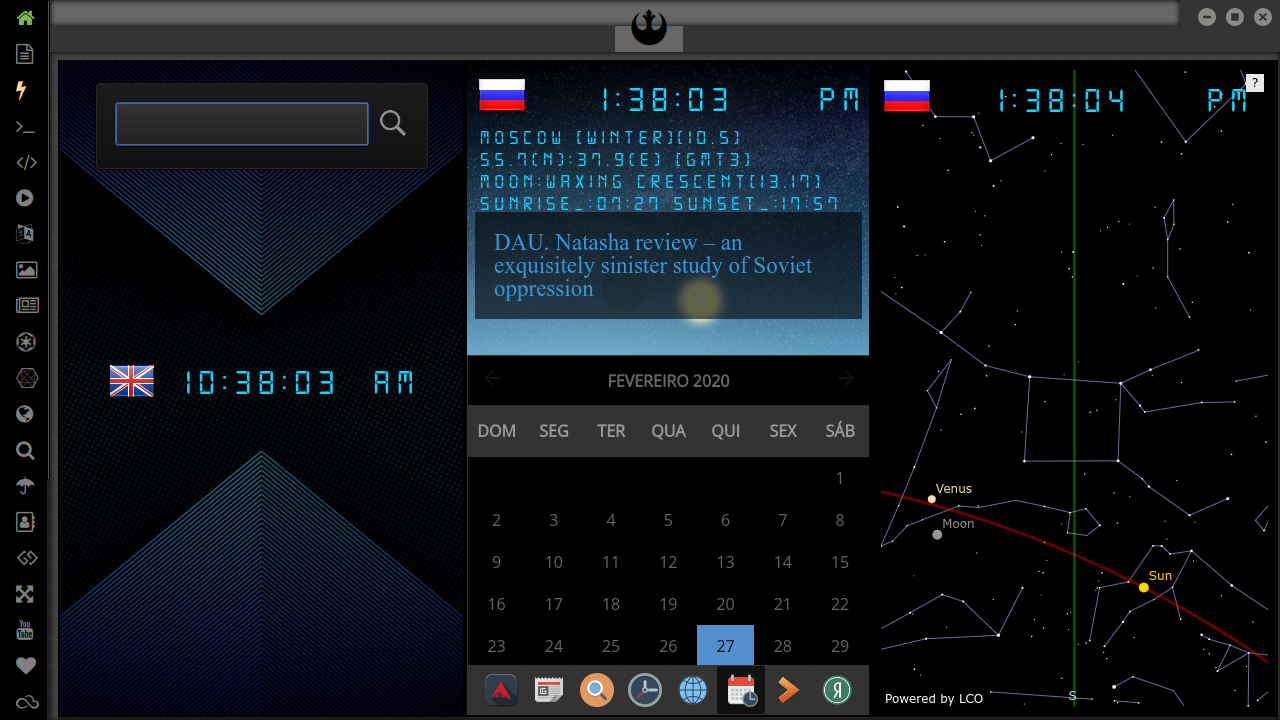 1:38:03 PM
MOSCOW (WINTER)(10.5)
55.7(N):37.9(E) (GMT3)
MOON:WAXING CRESCENT(13.17)
SUNRISE_:07:27 SUNSET_:17:57
DAU. Natasha review – an
exquisitely sinister study of Soviet
oppression
10:38:03 AM
FEVEREIRO 2020
DOM SEG TER QUA QUI SEX SÁB
1
2 3 4 5 6 7 8
9 10 11 12 13 14 15
16 17 18 19 20 21 22
23 24 25 26 27 28 29
Я
1:38:04 PM
?
Venus
Moon
Sun
S
Powered by LCO
You
Tube